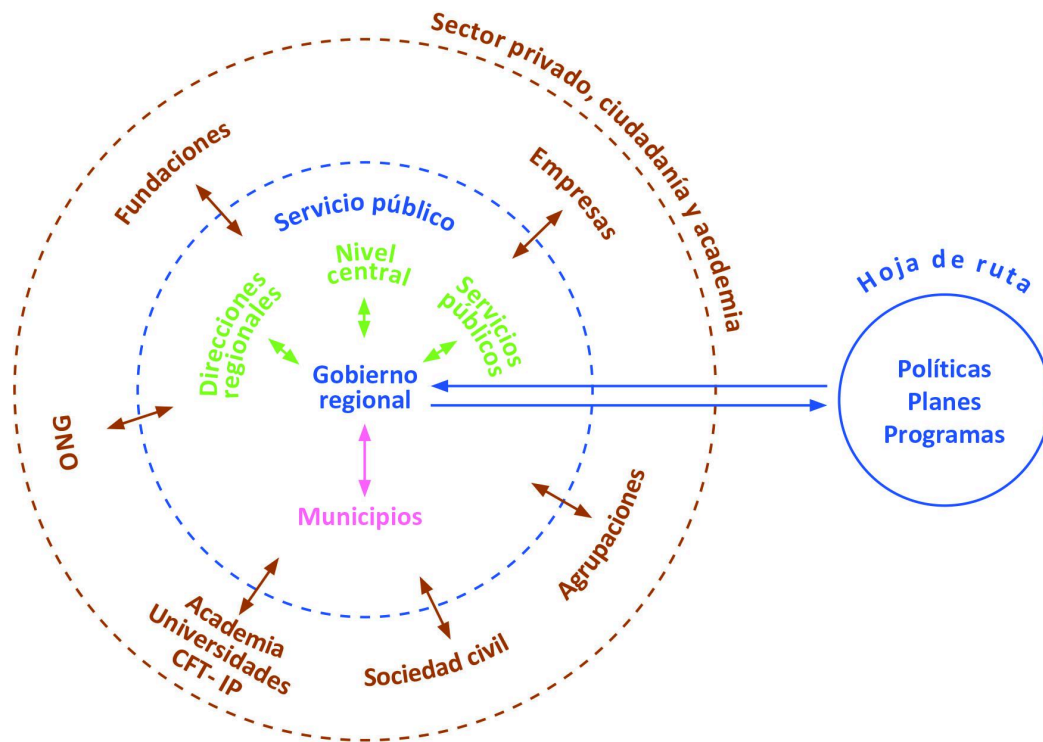 Sector privado, ciudadanía y academia
Fundaciones
Empresas
Servicio público
Nivel
central
Direcciones
regionales
Servicios
públicos
Gobierno
regional
Hoja de ruta
Políticas
Planes
Programas
ONG
Municipios
Agrupaciones
Academia
Universidades
CFT- IP
Sociedad civil